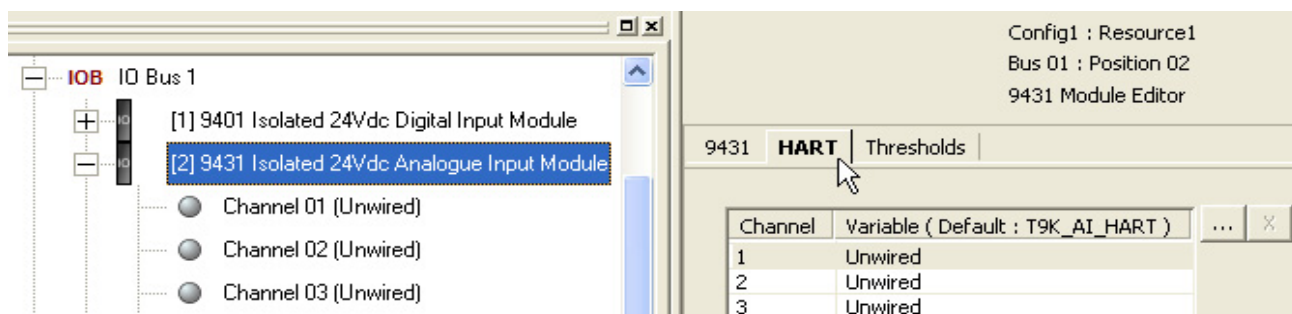 IOB IO Bus 1
IO [1] 9401 Isolated 24Vdc Digital Input Module
IO [2] 9431 Isolated 24Vdc Analogue Input Module
Channel 01 (Unwired)
Channel 02 (Unwired)
Channel 03 (Unwired)
Config1 : Resource1
Bus 01 : Position 02
9431 Module Editor
9431 HART Thresholds
Channel Variable ( Default : T9K_AI_HART ) ... X
1 Unwired
2 Unwired
3 Unwired